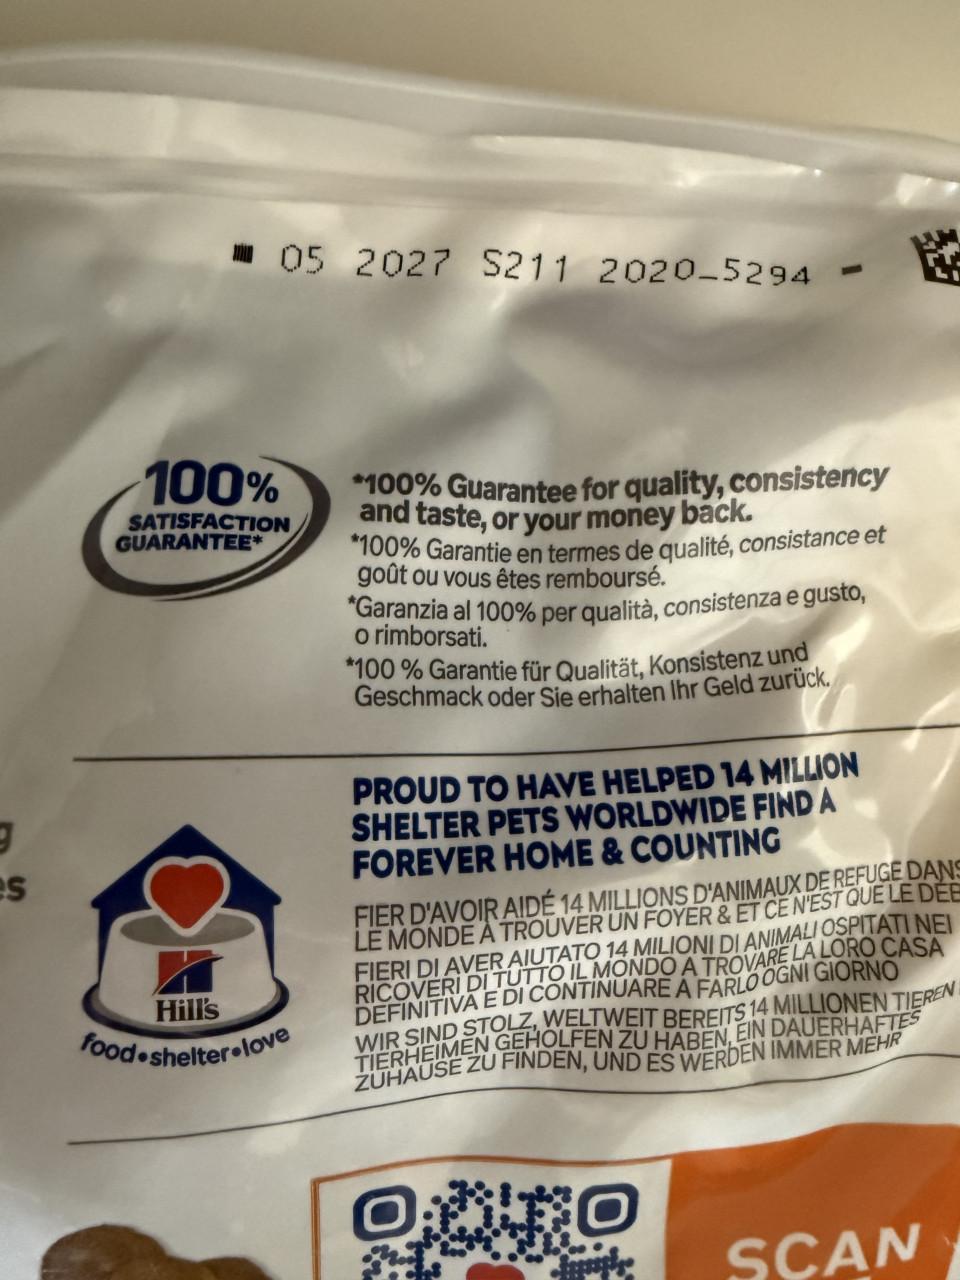 05 2027 S211 2020_5294 -
100%
SATISFACTION
GUARANTEE*
*100% Guarantee for quality, consistency
and taste, or your money back.
*100% Garantie en termes de qualité, consistance et
goût ou vous êtes remboursé.
*Garanzia al 100% per qualità, consistenza e gusto,
o rimborsati.
*100 % Garantie für Qualität, Konsistenz und
Geschmack oder Sie erhalten Ihr Geld zurück.
PROUD TO HAVE HELPED 14 MILLION
SHELTER PETS WORLDWIDE FIND A
FOREVER HOME & COUNTING
FIER D'AVOIR AIDÉ 14 MILLIONS D'ANIMAUX DE REFUGE DANS
LE MONDE À TROUVER UN FOYER & ET CE N'EST QUE LE DÉB
FIERI DI AVER AIUTATO 14 MILIONI DI ANIMALI OSPITATI NEI
RICOVERI DI TUTTO IL MONDO A TROVARE LA LORO CASA
DEFINITIVA E DI CONTINUARE A FARLO OGNI GIORNO
WIR SIND STOLZ, WELTWEIT BEREITS 14 MILLIONEN TIEREN
TIERHEIMEN GEHOLFEN ZU HABEN, EIN DAUERHAFTES
ZUHAUSE ZU FINDEN, UND ES WERDEN IMMER MEHR
Hill's
food•shelter•love
SCAN